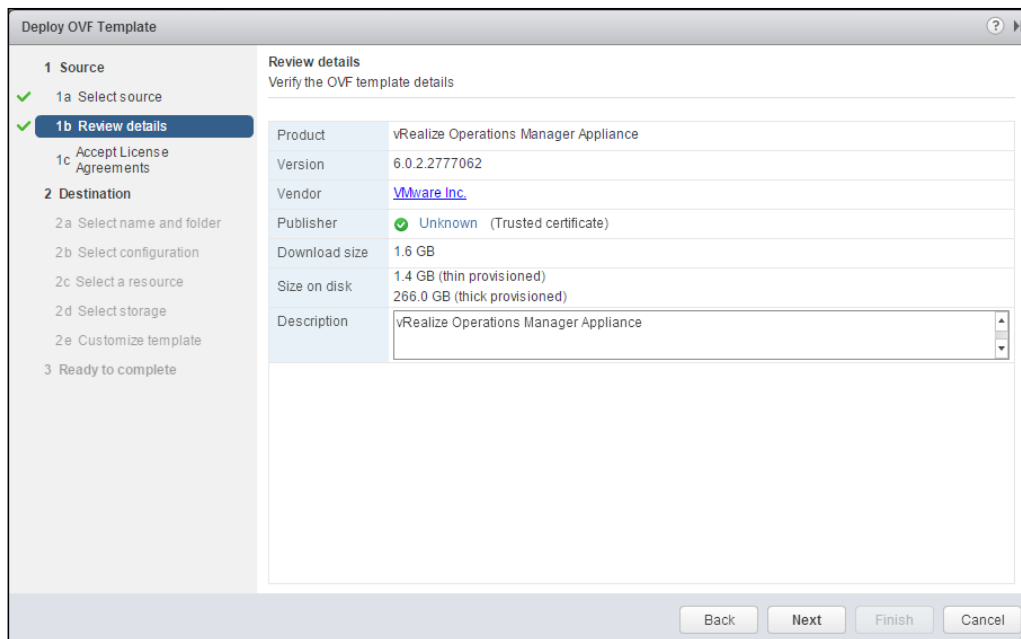 Deploy OVF Template
?
1 Source
1a Select source
1b Review details
1c Accept License
Agreements
2 Destination
2a Select name and folder
2b Select configuration
2c Select a resource
2d Select storage
2e Customize template
3 Ready to complete
Review details
Verify the OVF template details
Product vRealize Operations Manager Appliance
Version 6.0.2.2777062
Vendor VMware Inc.
Publisher Unknown (Trusted certificate)
Download size 1.6 GB
Size on disk 1.4 GB (thin provisioned)
266.0 GB (thick provisioned)
Description vRealize Operations Manager Appliance
Back Next Finish Cancel